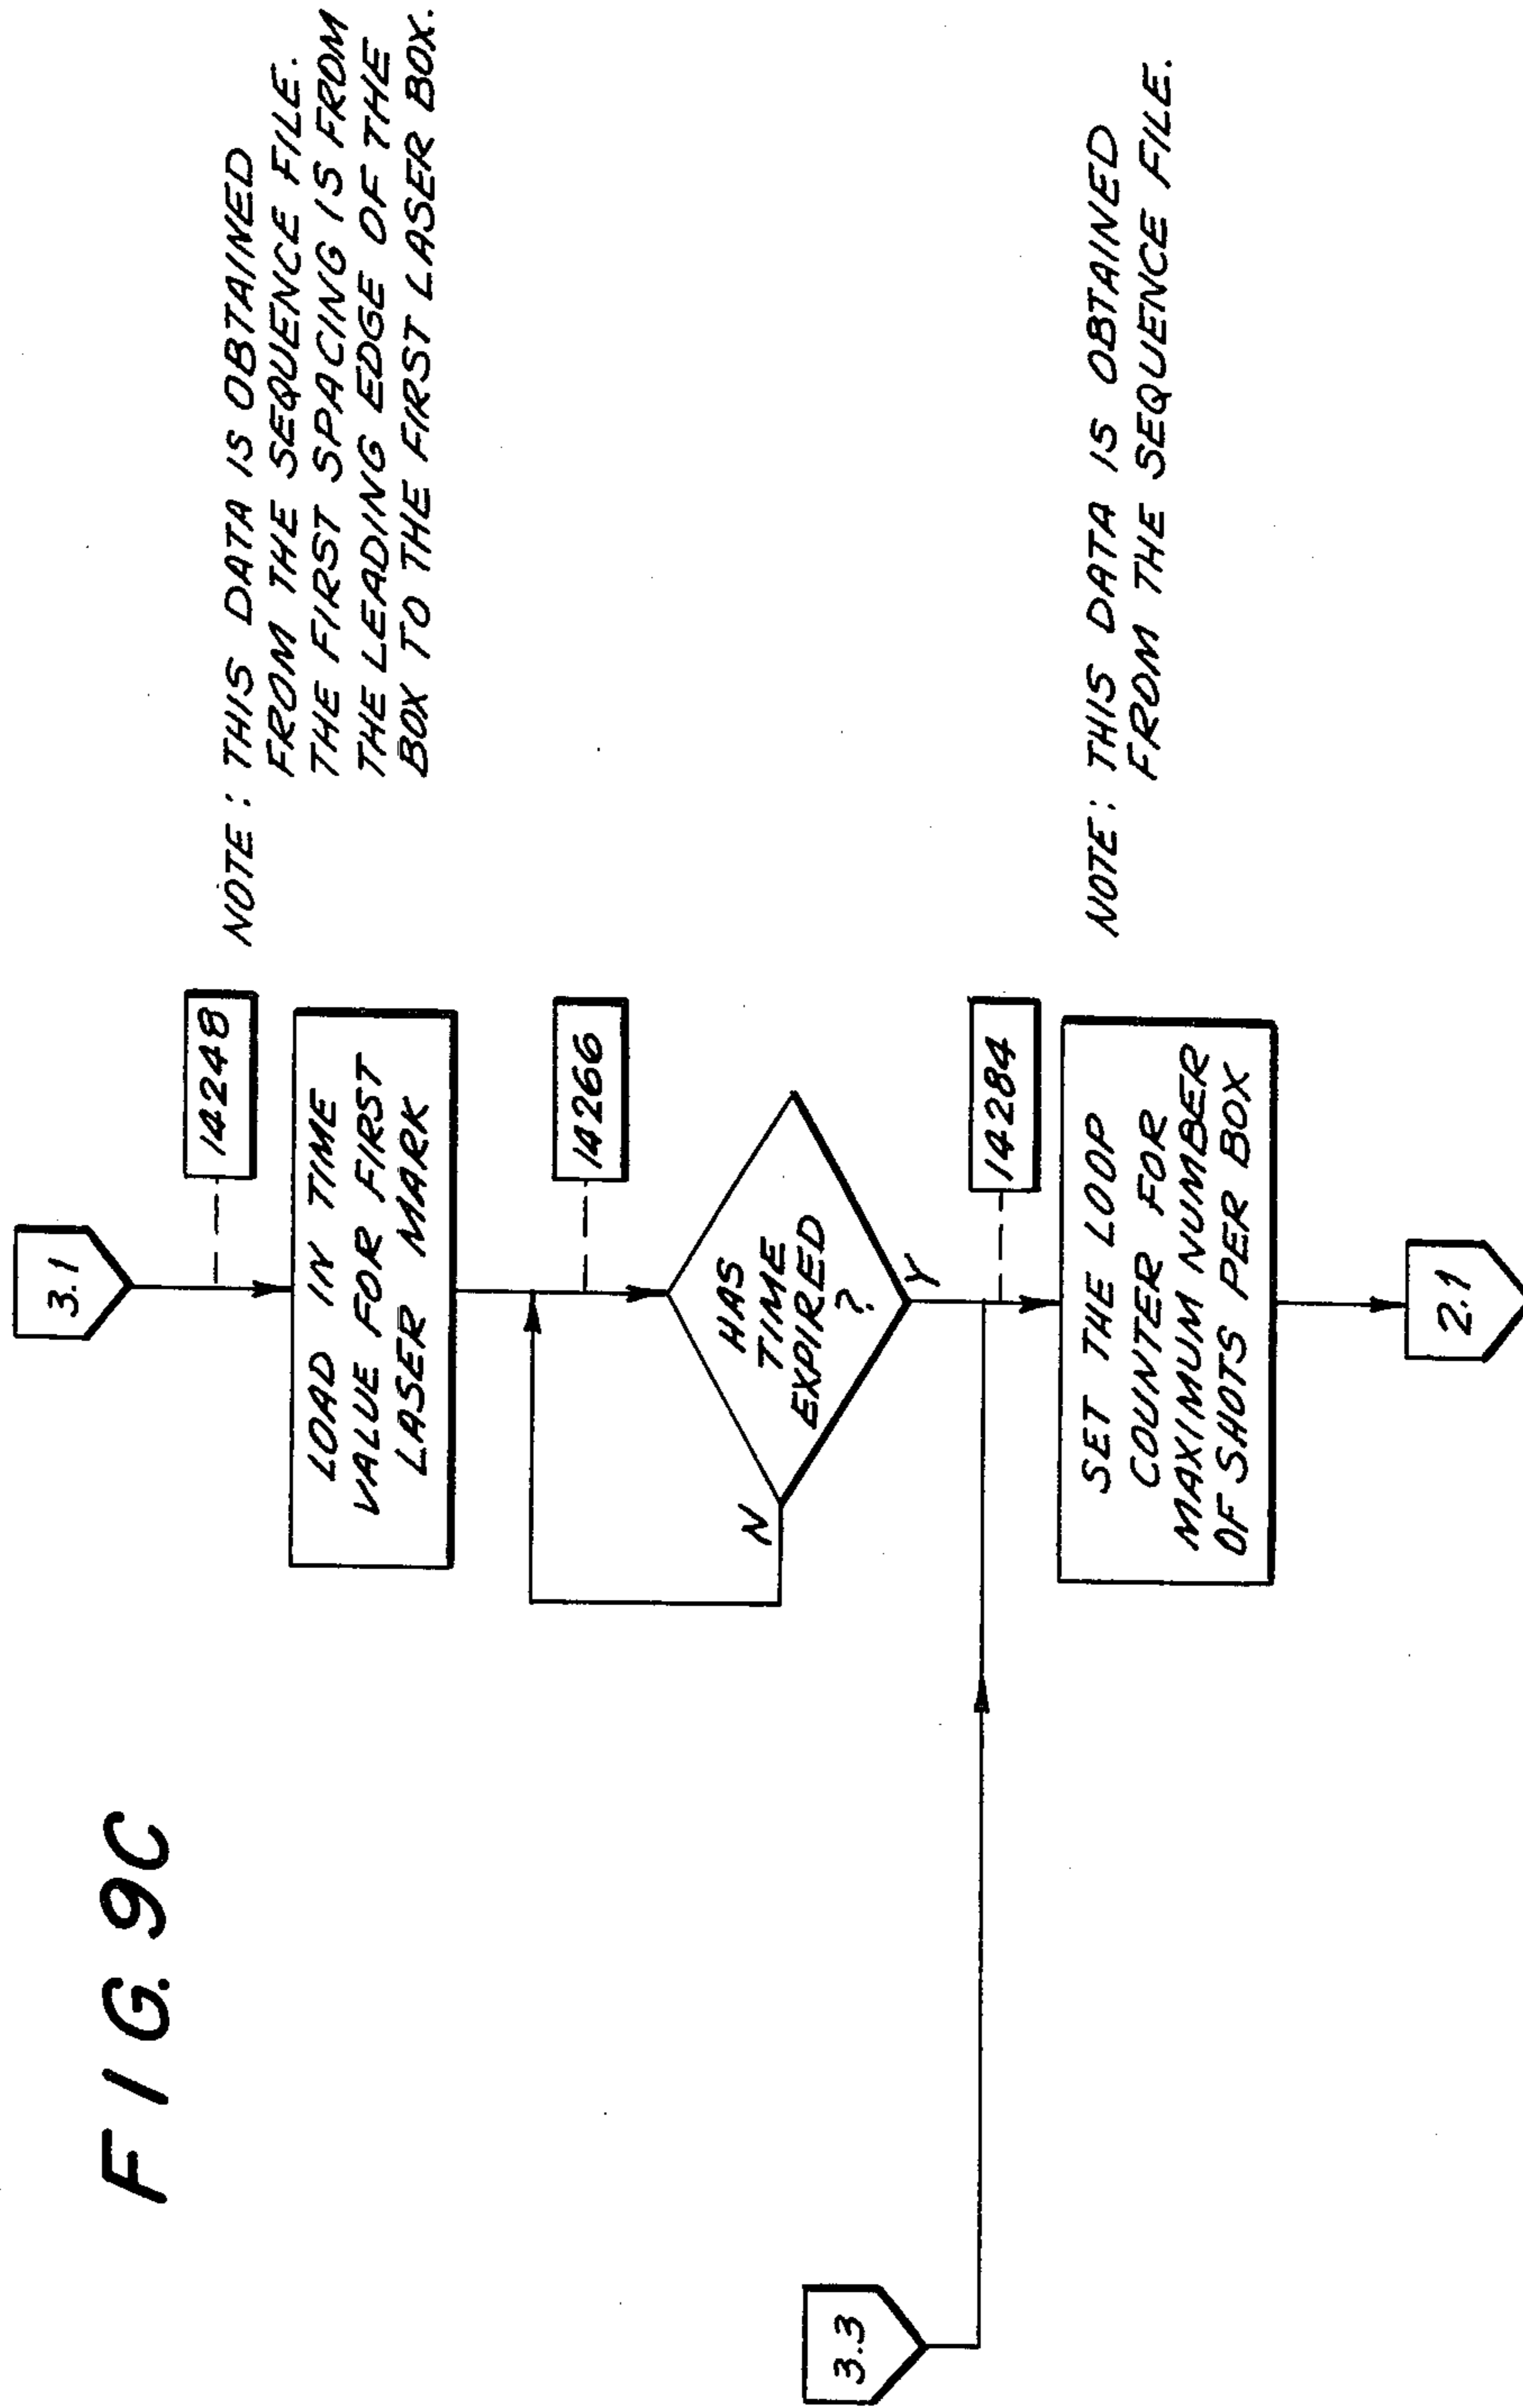 FIG. 9C
3.1
14248
NOTE: THIS DATA IS OBTAINED
FROM THE SEQUENCE FILE.
THE FIRST SPACING IS FROM
THE LEADING EDGE OF THE
BOX TO THE FIRST LASER BOX.
LOAD IN TIME
VALUE FOR FIRST
LASER MARK
14266
HAS
TIME
EXPIRED
?
N
Y
3.3
14284
NOTE: THIS DATA IS OBTAINED
FROM THE SEQUENCE FILE.
SET THE LOOP
COUNTER FOR
MAXIMUM NUMBER
OF SHOTS PER BOX
2.1